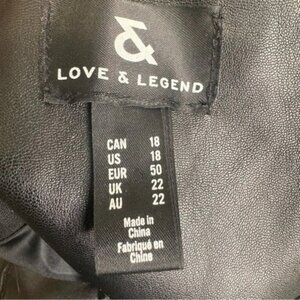 LOVE & LEGEND
CAN 18
US 18
EUR 50
UK 22
AU 22
Made in
China
Fabriqué en
Chine